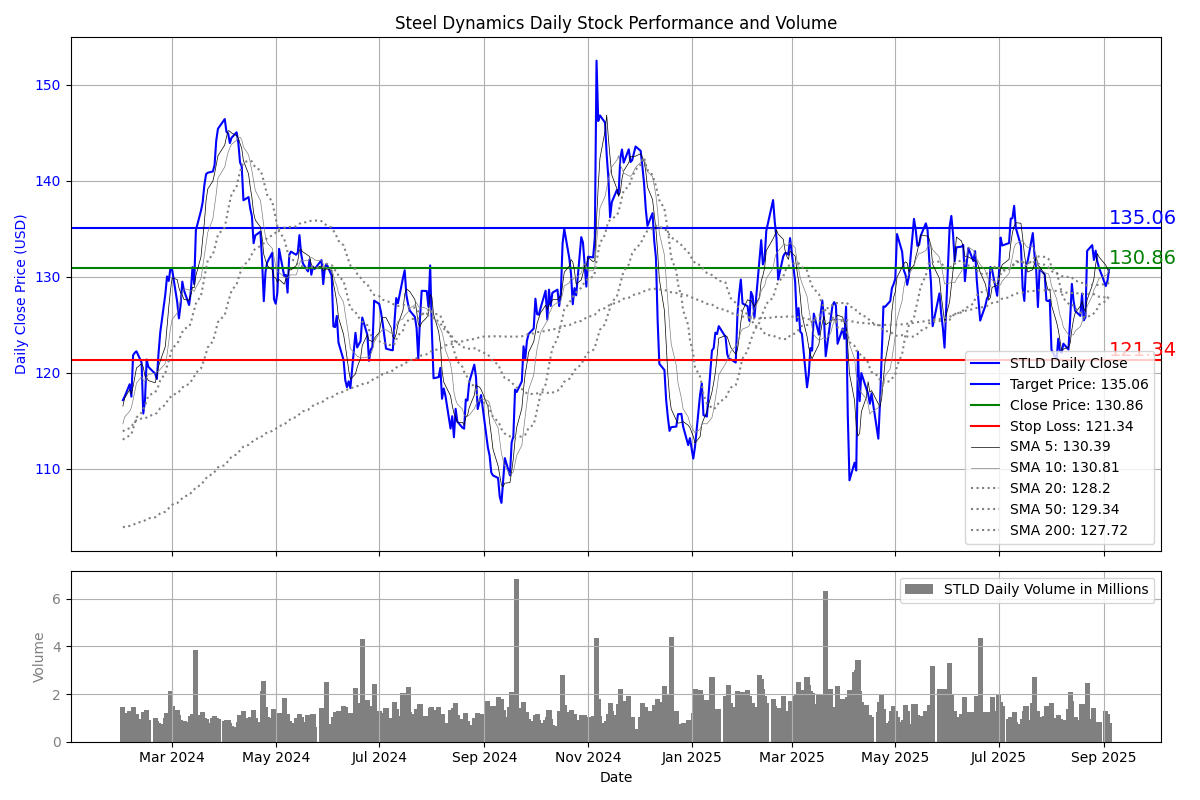 Steel Dynamics Daily Stock Performance and Volume
Daily Close Price (USD)
150
140
130
120
110
135.06
130.86
121.34
STLD Daily Close
Target Price: 135.06
Close Price: 130.86
Stop Loss: 121.34
SMA 5: 130.39
SMA 10: 130.81
SMA 20: 128.2
SMA 50: 129.34
SMA 200: 127.72
Volume
6
4
2
0
STLD Daily Volume in Millions
Mar 2024 May 2024 Jul 2024 Sep 2024 Nov 2024 Jan 2025 Mar 2025 May 2025 Jul 2025 Sep 2025
Date